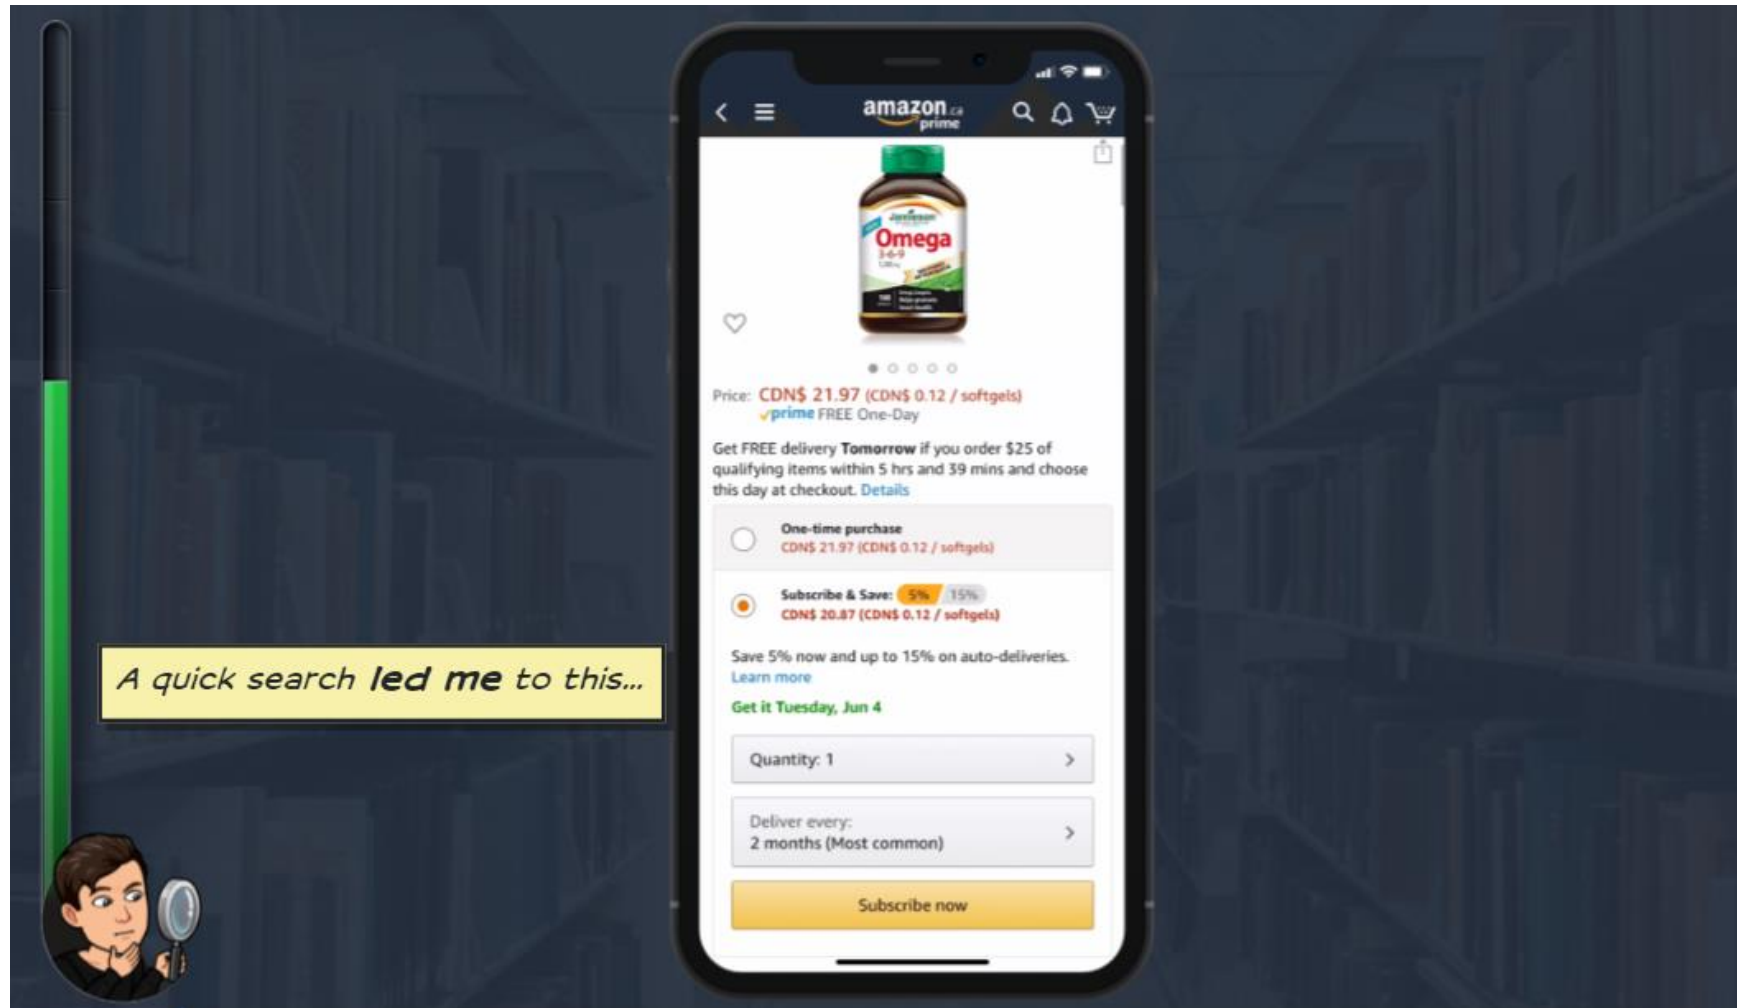 amazon.ca
prime
Jamieson
Omega
3-6-9
Price: CDN$ 21.97 (CDN$ 0.12 / softgels)
prime FREE One-Day
Get FREE delivery Tomorrow if you order $25 of
qualifying items within 5 hrs and 39 mins and choose
this day at checkout. Details
One-time purchase
CDN$ 21.97 (CDN$ 0.12 / softgels)
Subscribe & Save: 5% 15%
CDN$ 20.87 (CDN$ 0.12 / softgels)
A quick search led me to this...
Save 5% now and up to 15% on auto-deliveries.
Learn more
Get it Tuesday, Jun 4
Quantity: 1
Deliver every:
2 months (Most common)
Subscribe now